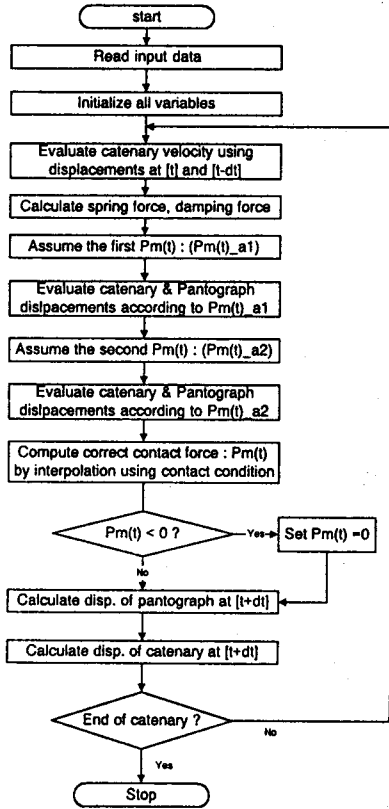 start
Read input data
Initialize all variables
Evaluate catenary velocity using
displacements at [t] and [t-dt]
Calculate spring force, damping force
Assume the first Pm(t) : (Pm(t)_a1)
Evaluate catenary & Pantograph
dislpacements according to Pm(t)_a1
Assume the second Pm(t) : (Pm(t)_a2)
Evaluate catenary & Pantograph
dislpacements according to Pm(t)_a2
Compute correct contact force : Pm(t)
by interpolation using contact condition
Pm(t) < 0 ?
Yes
Set Pm(t) =0
No
Calculate disp. of pantograph at [t+dt]
Calculate disp. of catenary at [t+dt]
End of catenary ?
No
Yes
Stop